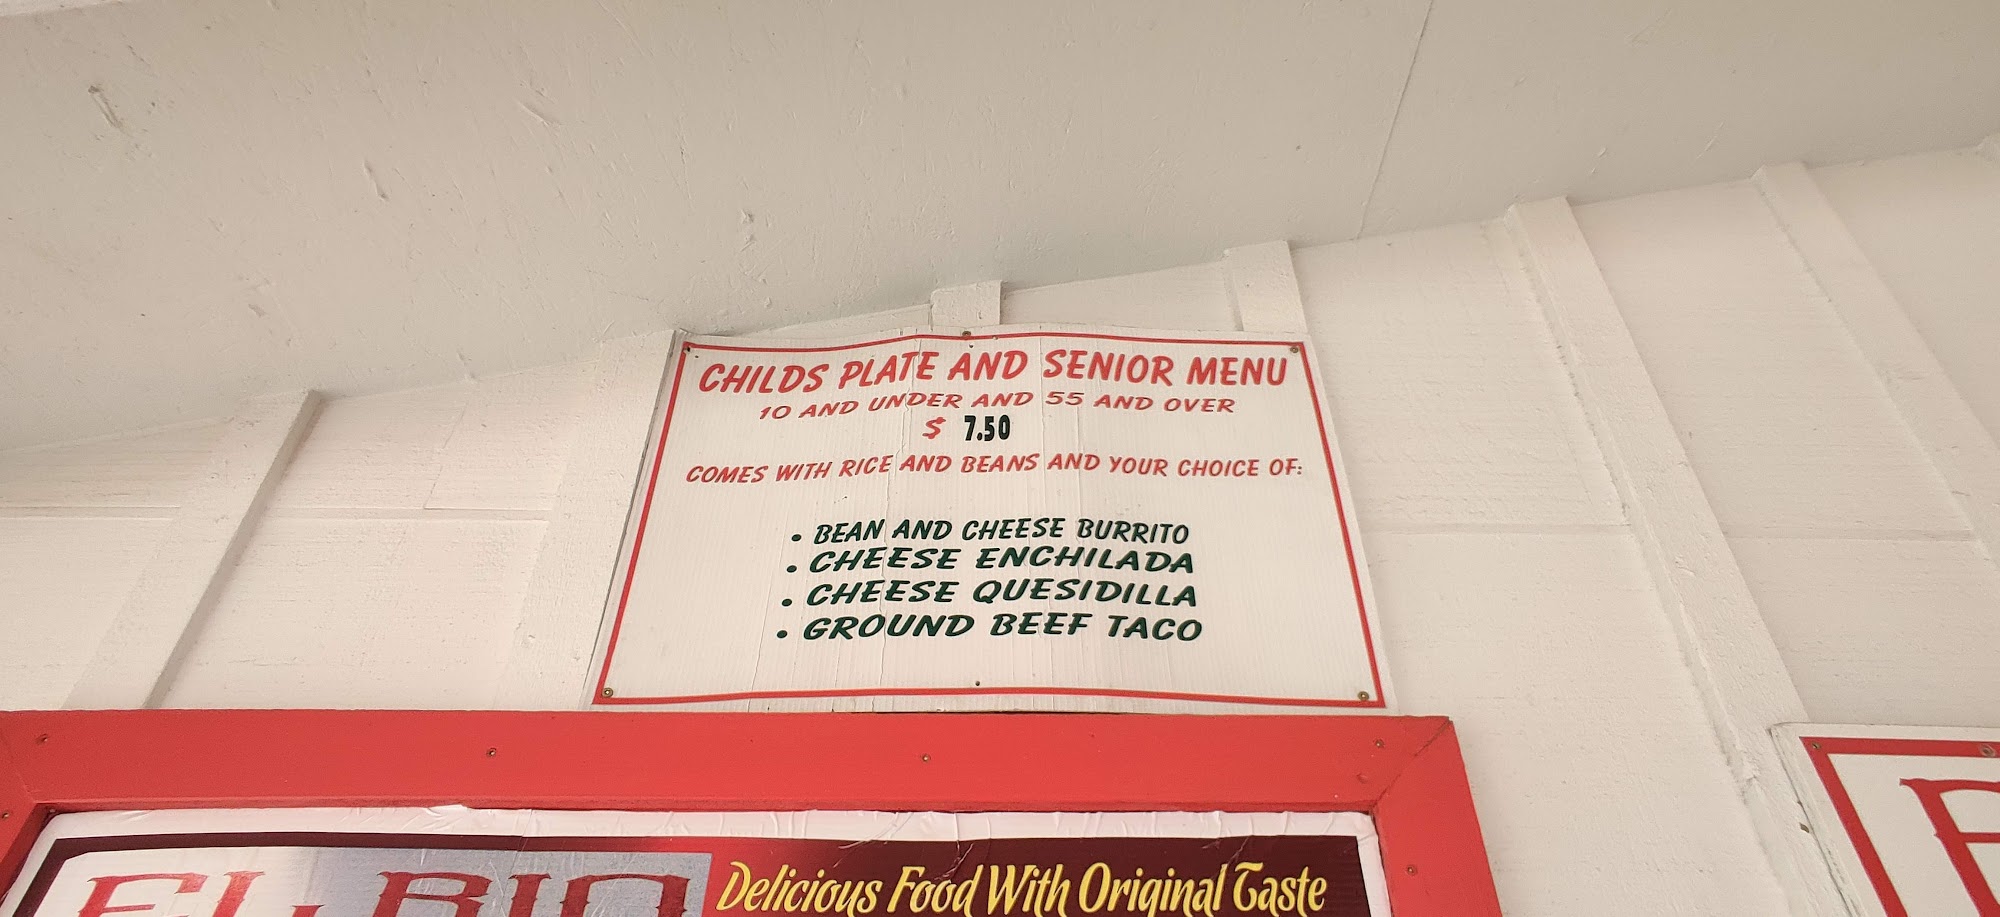 CHILDS PLATE AND SENIOR MENU
10 AND UNDER AND 55 AND OVER
$ 7.50
COMES WITH RICE AND BEANS AND YOUR CHOICE OF:
• BEAN AND CHEESE BURRITO
• CHEESE ENCHILADA
• CHEESE QUESIDILLA
• GROUND BEEF TACO
EL RIO
Delicious Food With Original Taste